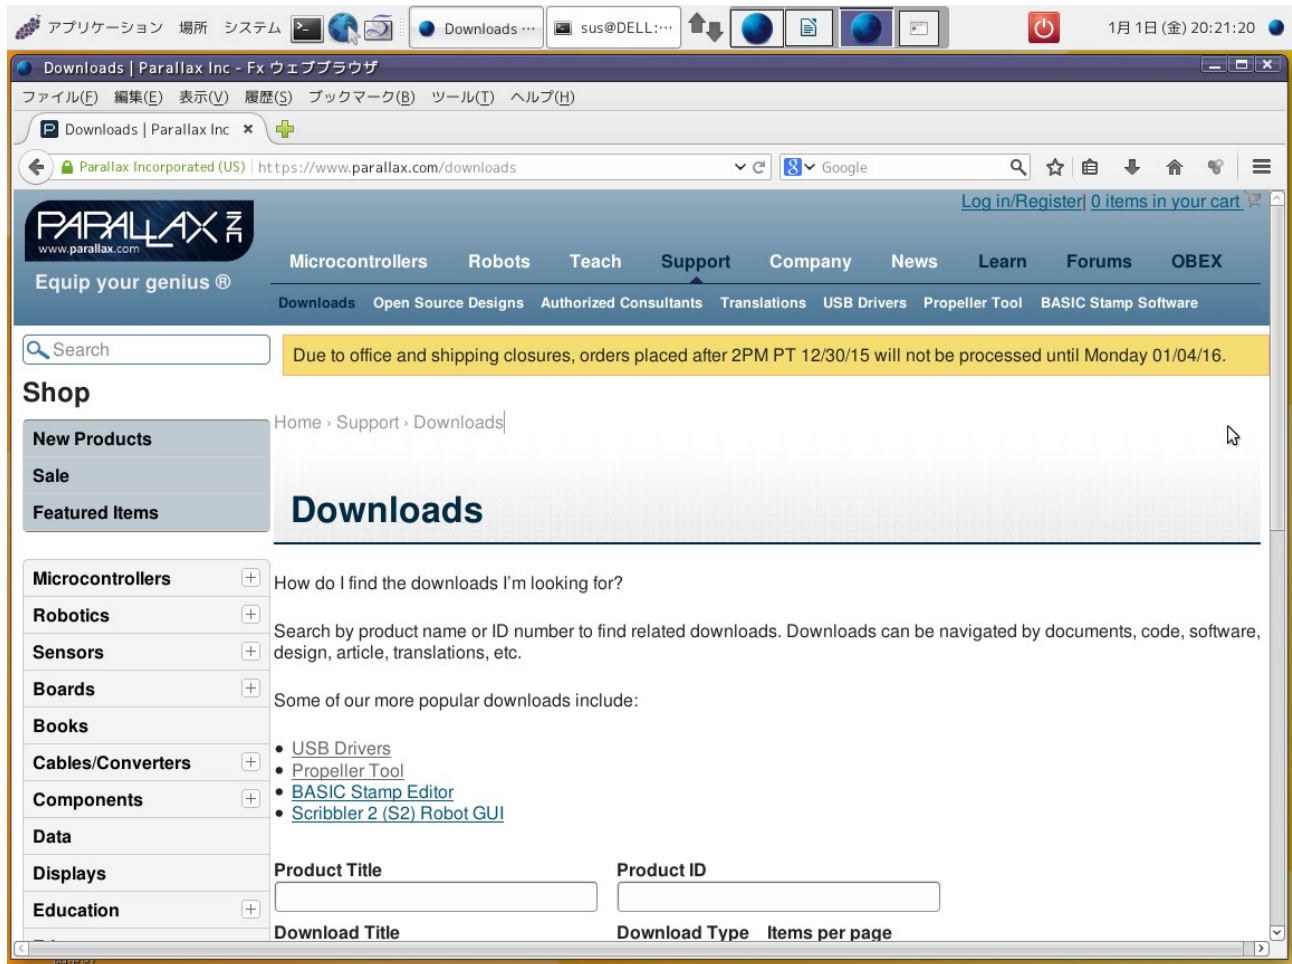 アプリケーション 場所 システム Downloads … sus@DELL:… 1月 1日 (金) 20:21:20
Downloads | Parallax Inc - Fx ウェブブラウザ
ファイル(F) 編集(E) 表示(V) 履歴(S) ブックマーク(B) ツール(T) ヘルプ(H)
Downloads | Parallax Inc
Parallax Incorporated (US) https://www.parallax.com/downloads Google
Log in/Register| 0 items in your cart
PARALLAX INC
www.parallax.com
Equip your genius ®
Microcontrollers Robots Teach Support Company News Learn Forums OBEX
Downloads Open Source Designs Authorized Consultants Translations USB Drivers Propeller Tool BASIC Stamp Software
Search
Due to office and shipping closures, orders placed after 2PM PT 12/30/15 will not be processed until Monday 01/04/16.
Shop
New Products
Sale
Featured Items
Microcontrollers
Robotics
Sensors
Boards
Books
Cables/Converters
Components
Data
Displays
Education
Home › Support › Downloads
Downloads
How do I find the downloads I'm looking for?
Search by product name or ID number to find related downloads. Downloads can be navigated by documents, code, software,
design, article, translations, etc.
Some of our more popular downloads include:
• USB Drivers
• Propeller Tool
• BASIC Stamp Editor
• Scribbler 2 (S2) Robot GUI
Product Title Product ID
Download Title Download Type Items per page